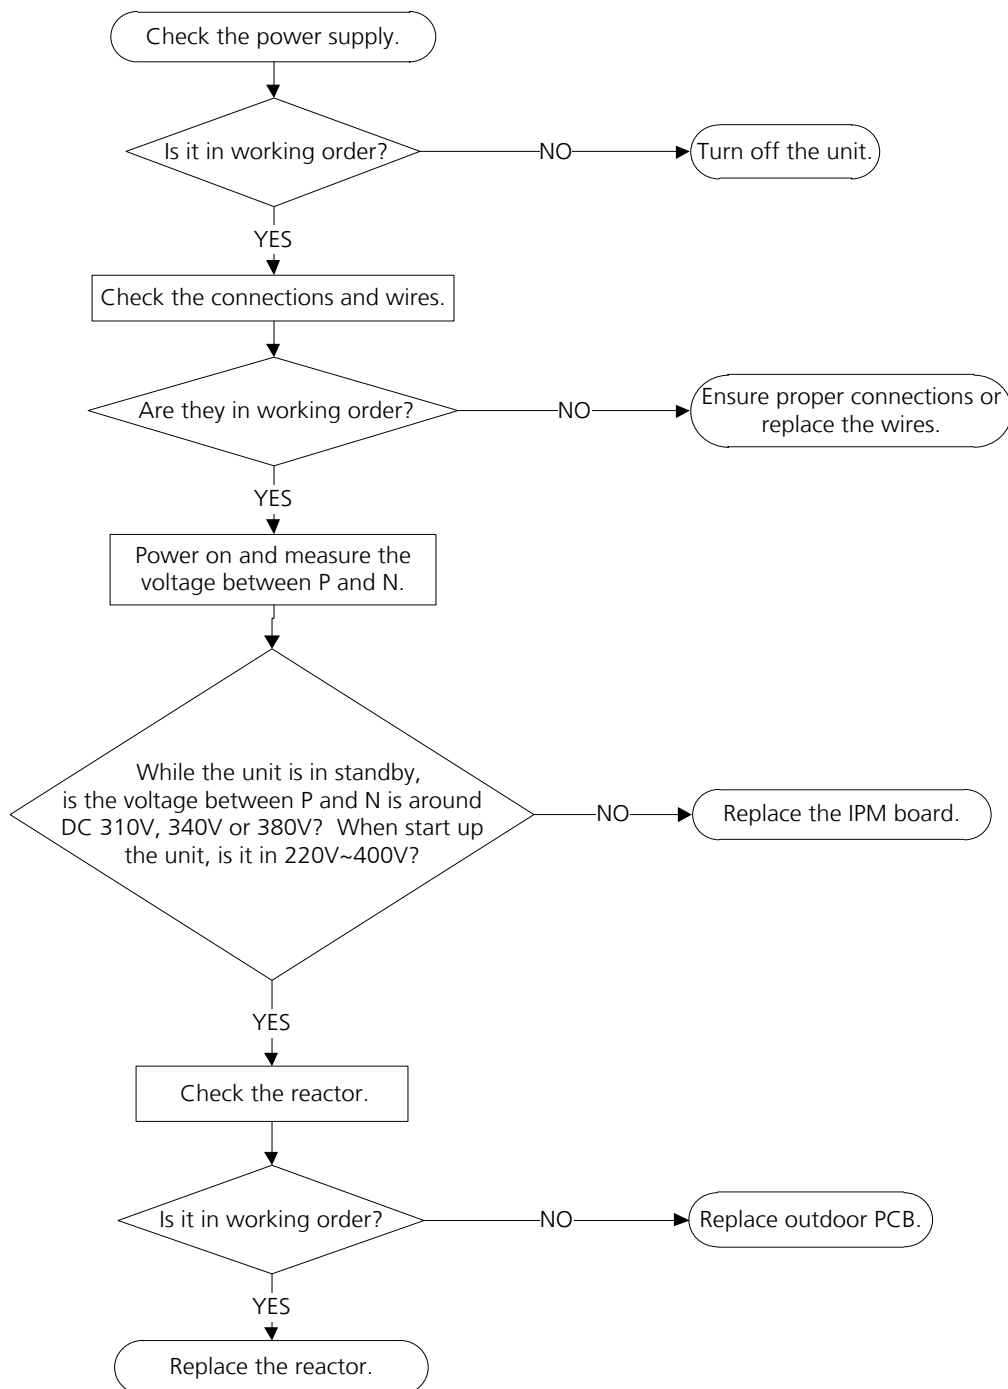 Check the power supply.
Is it in working order?
NO
Turn off the unit.
YES
Check the connections and wires.
Are they in working order?
NO
Ensure proper connections or
replace the wires.
YES
Power on and measure the
voltage between P and N.
While the unit is in standby,
is the voltage between P and N is around
DC 310V, 340V or 380V? When start up
the unit, is it in 220V~400V?
NO
Replace the IPM board.
YES
Check the reactor.
Is it in working order?
NO
Replace outdoor PCB.
YES
Replace the reactor.